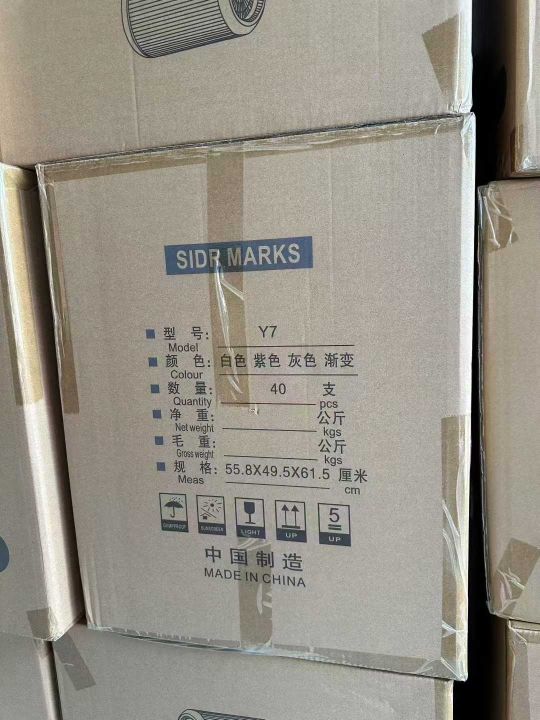 SIDR MARKS
型 号: Y7
Model
颜 色: 白色 紫色 灰色 渐变
Colour
数 量: 40 支
Quantity pcs
净 重: 公斤
Net weight kgs
毛 重: 公斤
Gross weight kgs
规 格: 55.8X49.5X61.5 厘米
Meas cm
5
DAMPPROOF SUNSCREEN LIGHT UP UP
中国制造
MADE IN CHINA